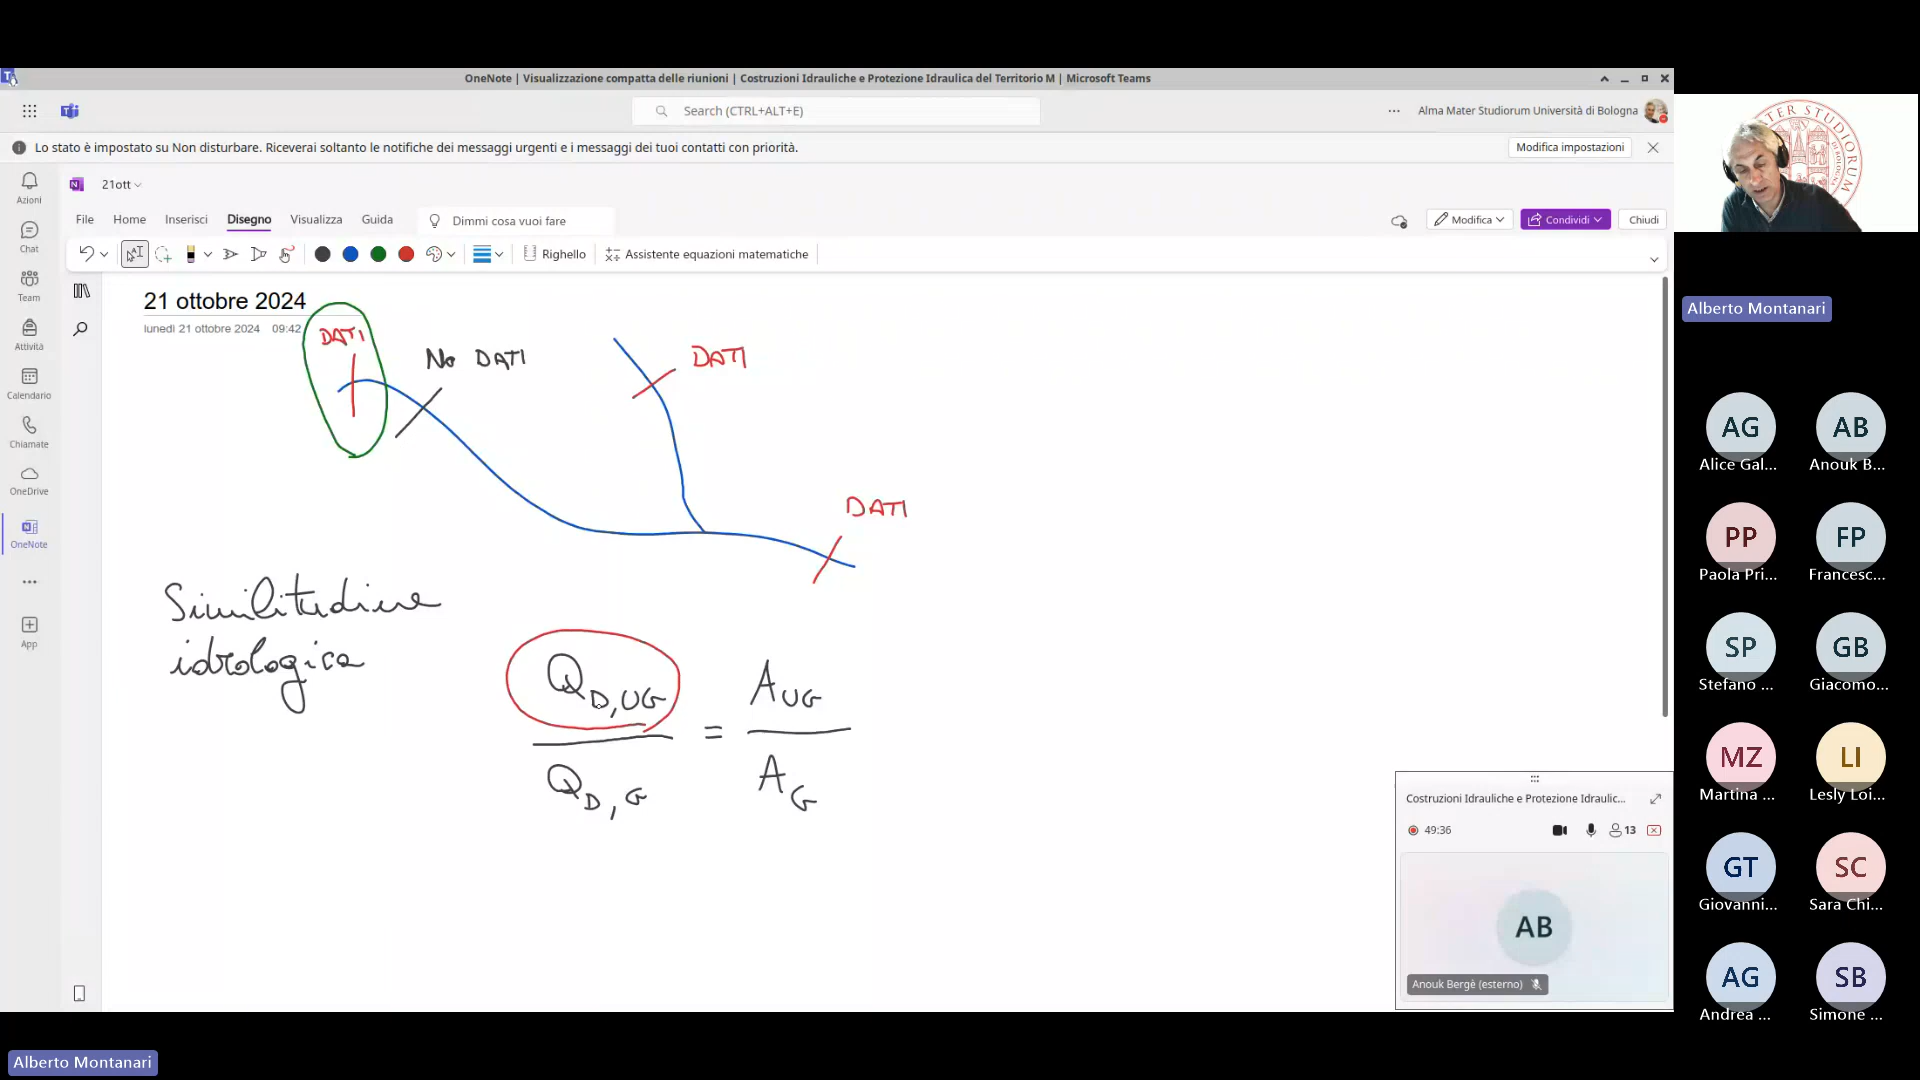 OneNote | Visualizzazione compatta delle riunioni | Costruzioni Idrauliche e Protezione Idraulica del Territorio M | Microsoft Teams
Search (CTRL+ALT+E)
Alma Mater Studiorum Università di Bologna
Lo stato è impostato su Non disturbare. Riceverai soltanto le notifiche dei messaggi urgenti e i messaggi dei tuoi contatti con priorità.
Modifica impostazioni
Azioni
Chat
Team
Attività
Calendario
Chiamate
OneDrive
OneNote
App
21ott
File Home Inserisci Disegno Visualizza Guida
Dimmi cosa vuoi fare
Modifica
Condividi
Chiudi
Righello
Assistente equazioni matematiche
21 ottobre 2024
lunedì 21 ottobre 2024 09:42
DATI
No DATI
DATI
DATI
Similitudine
idrologica
Q D,UG
A UG
=
Q D,G
A G
Costruzioni Idrauliche e Protezione Idraulic...
49:36
13
AB
Anouk Bergè (esterno)
MATER STUDIORUM
Alberto Montanari
AG AB
Alice Gal... Anouk B...
PP FP
Paola Pri... Francesc...
SP GB
Stefano ... Giacomo...
MZ LI
Martina ... Lesly Loi...
GT SC
Giovanni... Sara Chi...
AG SB
Andrea ... Simone ...
Alberto Montanari